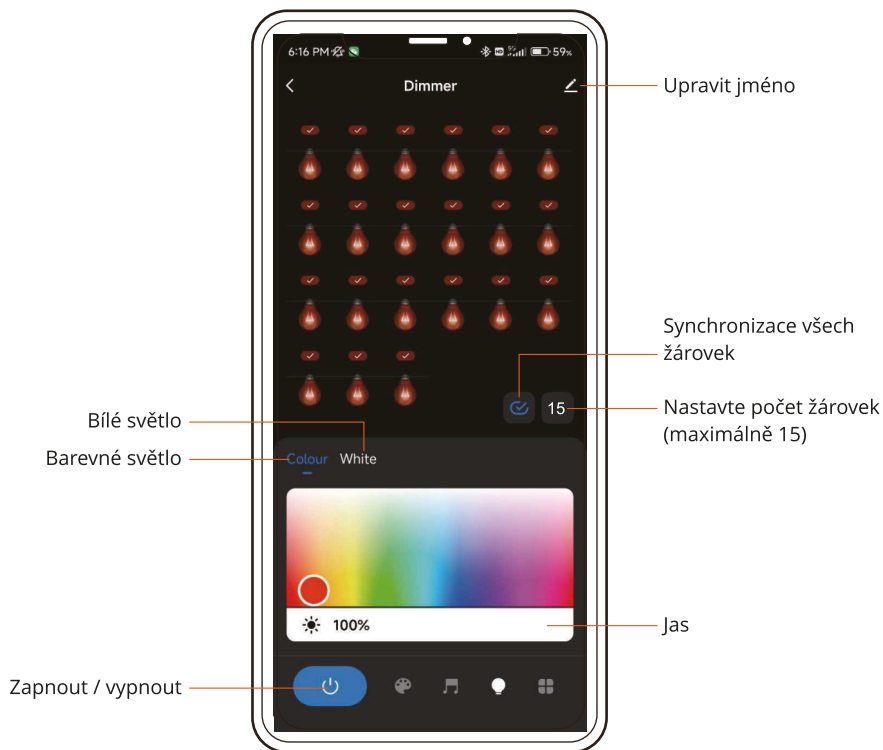 6:16 PM
59%
Dimmer
Upravit jméno
Synchronizace všech
žárovek
15
Nastavte počet žárovek
(maximálně 15)
Bílé světlo
Barevné světlo
Colour White
100%
Jas
Zapnout / vypnout